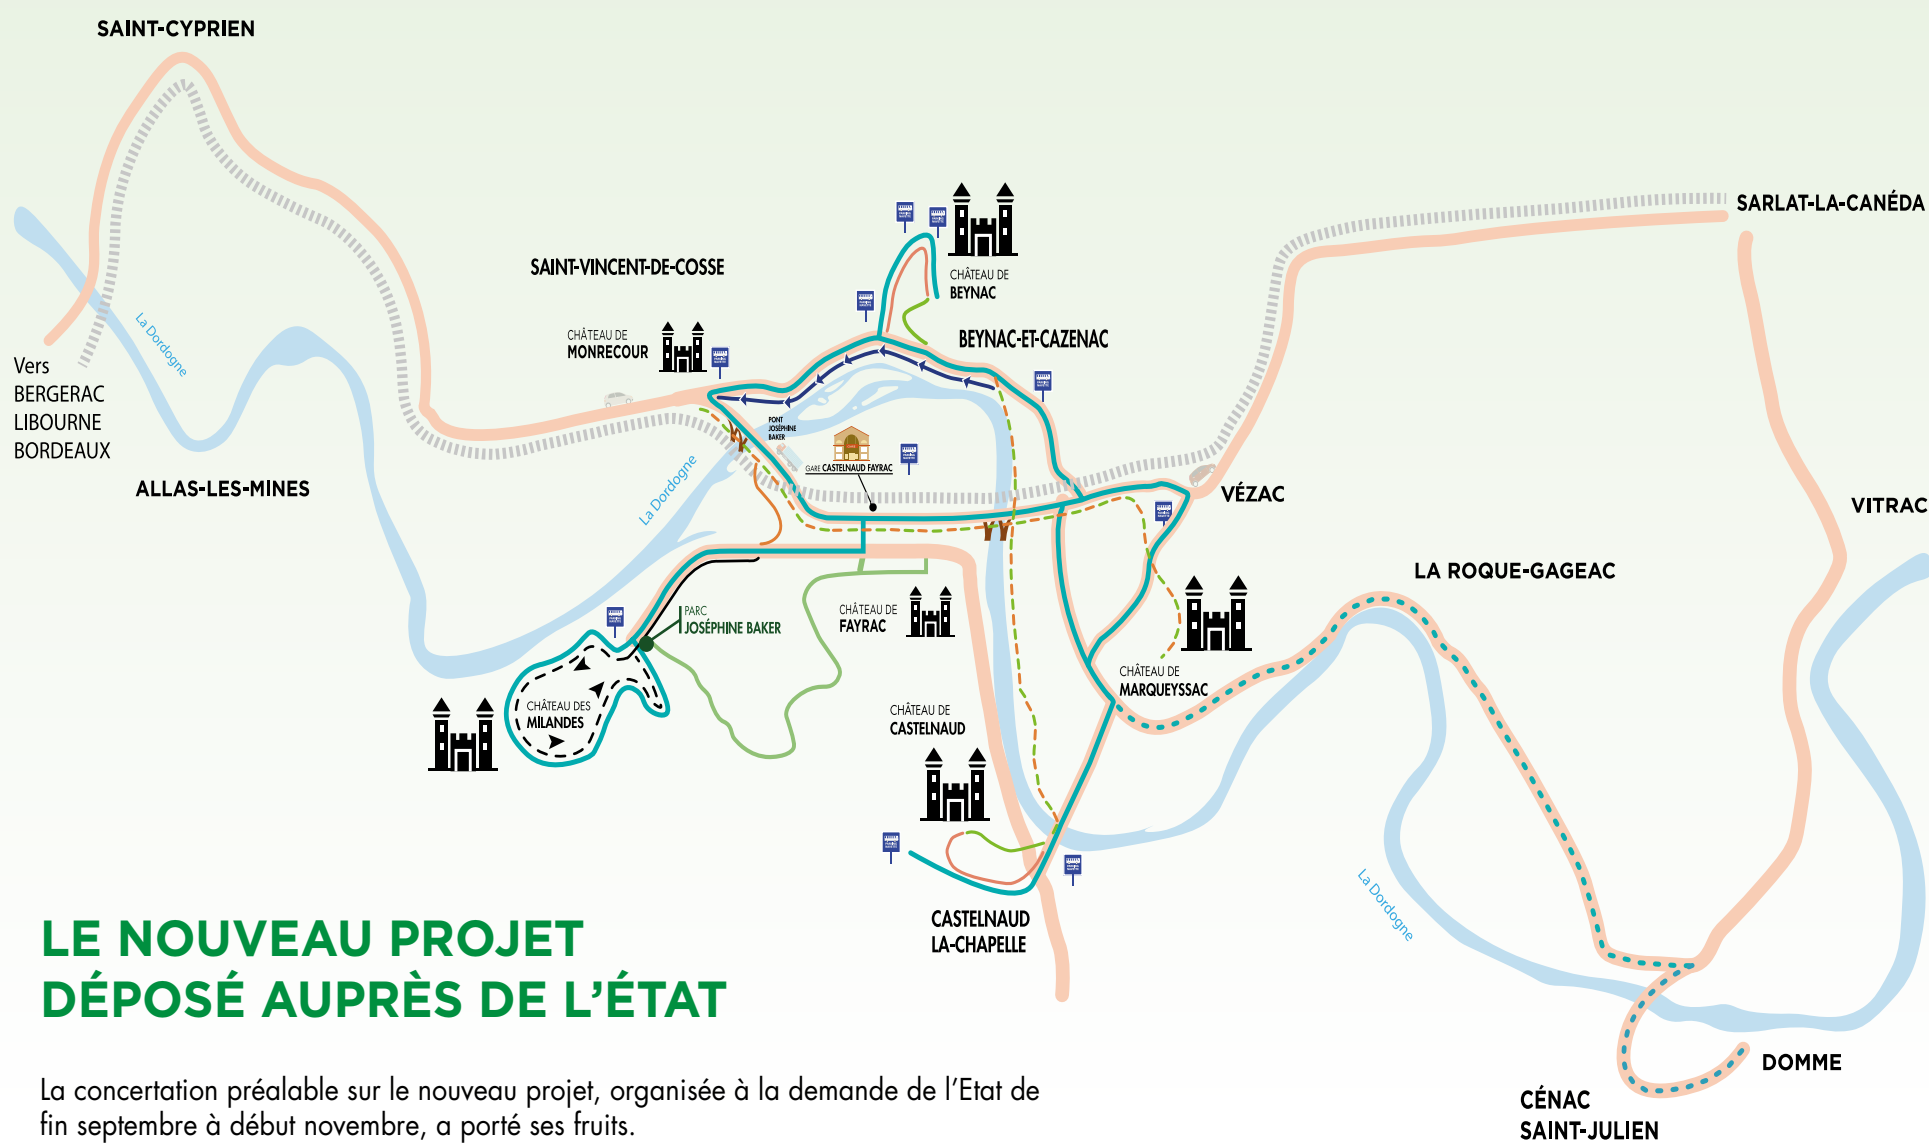 SAINT-CYPRIEN
SARLAT-LA-CANÉDA
SAINT-VINCENT-DE-COSSE
CHÂTEAU DE
BEYNAC
La Dordogne
CHÂTEAU DE
MONRECOUR
BEYNAC-ET-CAZENAC
Vers
BERGERAC
LIBOURNE
BORDEAUX
PONT
JOSÉPHINE
BAKER
GARE CASTELNAUD FAYRAC
La Dordogne
ALLAS-LES-MINES
VÉZAC
VITRAC
LA ROQUE-GAGEAC
PARC
JOSÉPHINE BAKER
CHÂTEAU DE
FAYRAC
CHÂTEAU DE
MARQUEYSSAC
CHÂTEAU DES
MILANDES
CHÂTEAU DE
CASTELNAUD
La Dordogne
CASTELNAUD
LA-CHAPELLE
LE NOUVEAU PROJET
DÉPOSÉ AUPRÈS DE L'ÉTAT
DOMME
CÉNAC
SAINT-JULIEN
La concertation préalable sur le nouveau projet, organisée à la demande de l'Etat de
fin septembre à début novembre, a porté ses fruits.